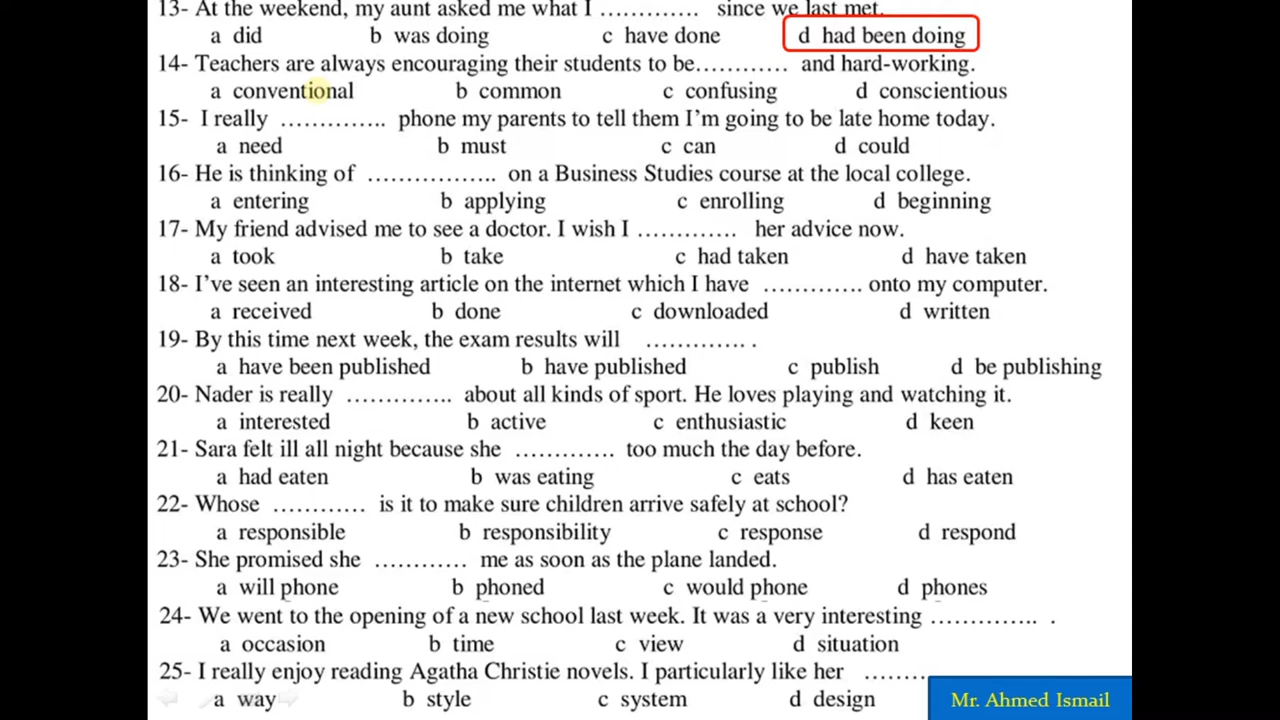 13- At the weekend, my aunt asked me what I ............. since we last met.
a did b was doing c have done d had been doing
14- Teachers are always encouraging their students to be............ and hard-working.
a conventional b common c confusing d conscientious
15- I really .............. phone my parents to tell them I'm going to be late home today.
a need b must c can d could
16- He is thinking of ................. on a Business Studies course at the local college.
a entering b applying c enrolling d beginning
17- My friend advised me to see a doctor. I wish I ............. her advice now.
a took b take c had taken d have taken
18- I've seen an interesting article on the internet which I have ............. onto my computer.
a received b done c downloaded d written
19- By this time next week, the exam results will ............. .
a have been published b have published c publish d be publishing
20- Nader is really .............. about all kinds of sport. He loves playing and watching it.
a interested b active c enthusiastic d keen
21- Sara felt ill all night because she ............. too much the day before.
a had eaten b was eating c eats d has eaten
22- Whose ............ is it to make sure children arrive safely at school?
a responsible b responsibility c response d respond
23- She promised she ............ me as soon as the plane landed.
a will phone b phoned c would phone d phones
24- We went to the opening of a new school last week. It was a very interesting .............. .
a occasion b time c view d situation
25- I really enjoy reading Agatha Christie novels. I particularly like her .........
a way b style c system d design
Mr. Ahmed Ismail